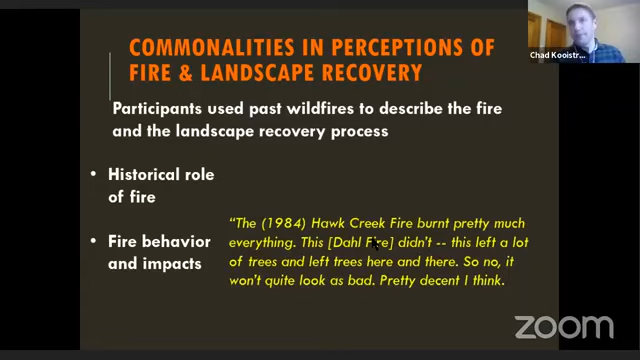 COMMONALITIES IN PERCEPTIONS OF
FIRE & LANDSCAPE RECOVERY
Participants used past wildfires to describe the fire
and the landscape recovery process
• Historical role
of fire
• Fire behavior
and impacts
“The (1984) Hawk Creek Fire burnt pretty much
everything. This [Dahl Fire] didn't -- this left a lot
of trees and left trees here and there. So no, it
won't quite look as bad. Pretty decent I think.
Chad Kooistr...
zoom